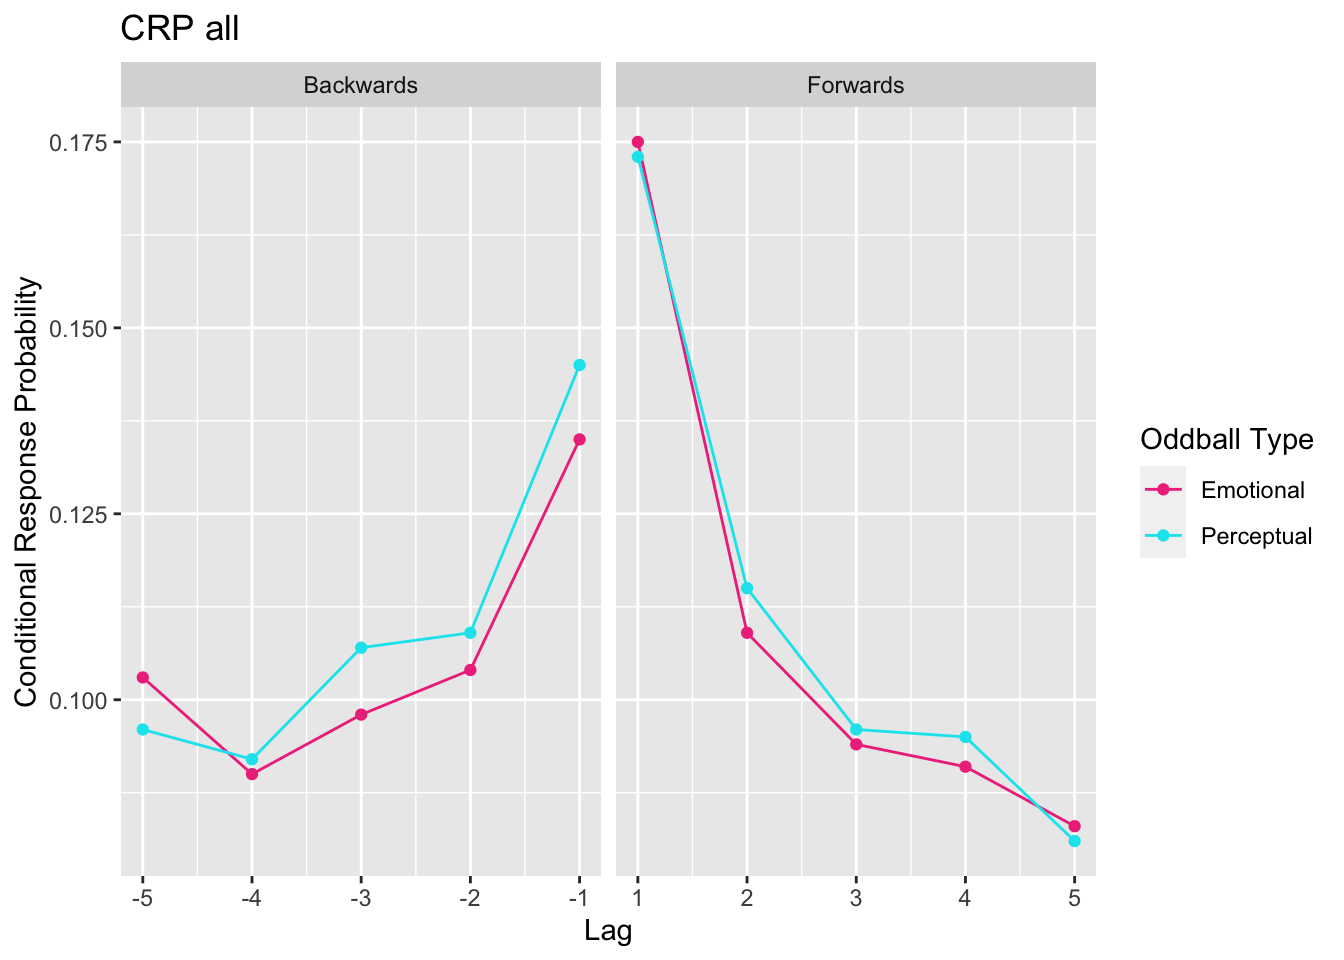 CRP all
Backwards
Forwards
Conditional Response Probability
0.175
0.150
0.125
0.100
-5 -4 -3 -2 -1 1 2 3 4 5
Lag
Oddball Type
Emotional
Perceptual